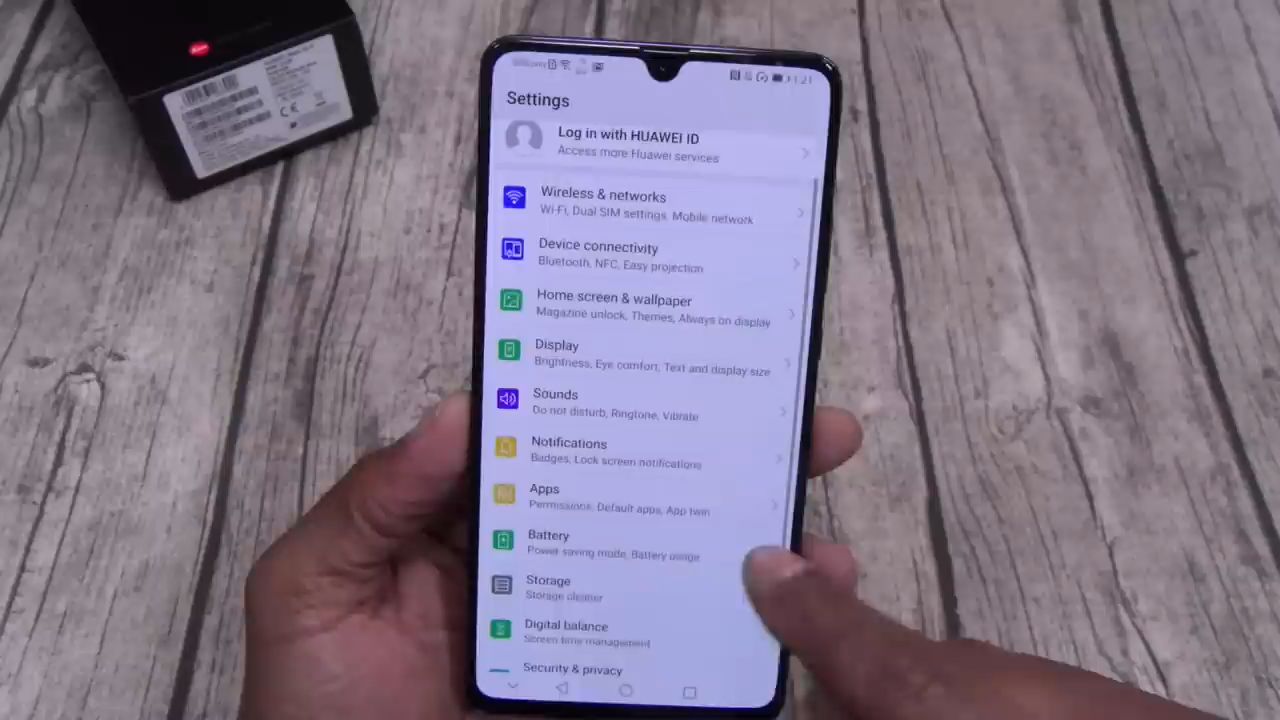 11:21
Settings
Log in with HUAWEI ID
Access more Huawei services
Wireless & networks
Wi-Fi, Dual SIM settings, Mobile network
Device connectivity
Bluetooth, NFC, Easy projection
Home screen & wallpaper
Magazine unlock, Themes, Always on display
Display
Brightness, Eye comfort, Text and display size
Sounds
Do not disturb, Ringtone, Vibrate
Notifications
Badges, Lock screen notifications
Apps
Permissions, Default apps, App twin
Battery
Power saving mode, Battery usage
Storage
Storage cleaner
Digital balance
Screen time management
Security & privacy